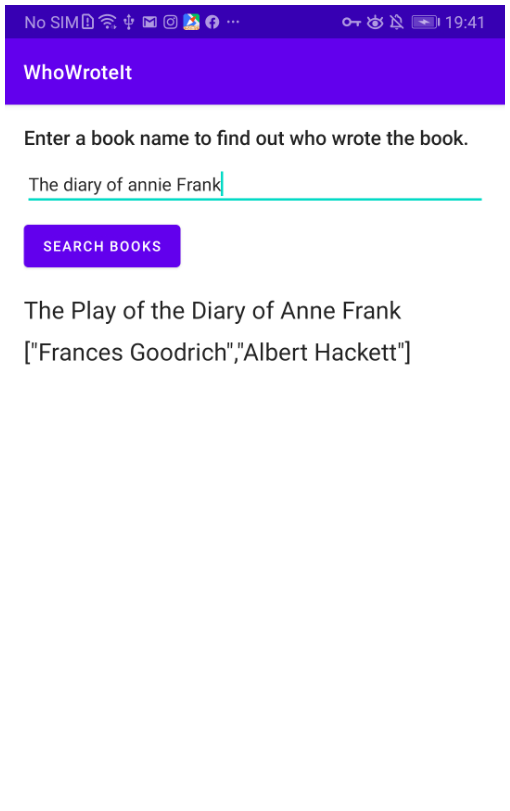 No SIM 19:41
WhoWroteIt
Enter a book name to find out who wrote the book.
The diary of annie Frank
SEARCH BOOKS
The Play of the Diary of Anne Frank
["Frances Goodrich","Albert Hackett"]